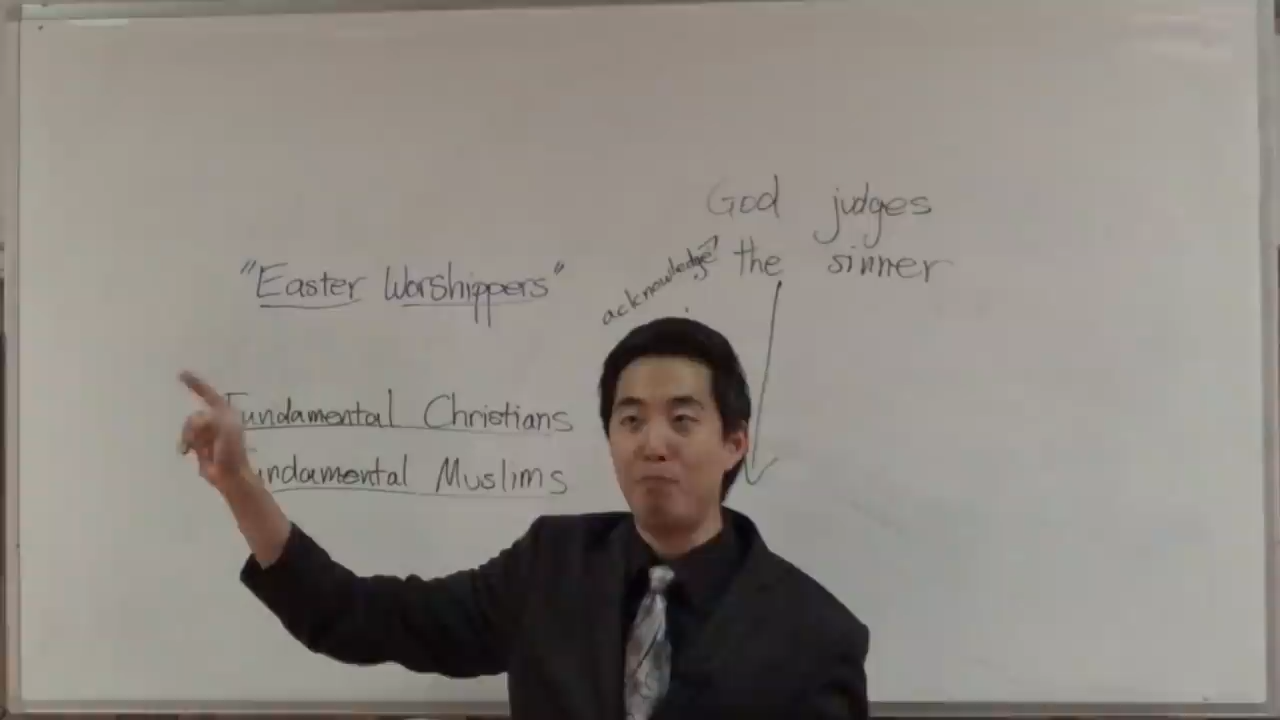 "Easter Worshippers"
Fundamental Christians
Fundamental Muslims
God judges
the sinner
acknowledge